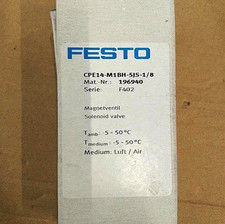 FESTO
CPE14-M1BH-5JS-1/8
Mat.-Nr.: 196940
Serie: F402
Magnetventil
Solenoid valve
Tamb: -5 - 50°C
Tmedium: -5 - 50°C
Medium: Luft / Air